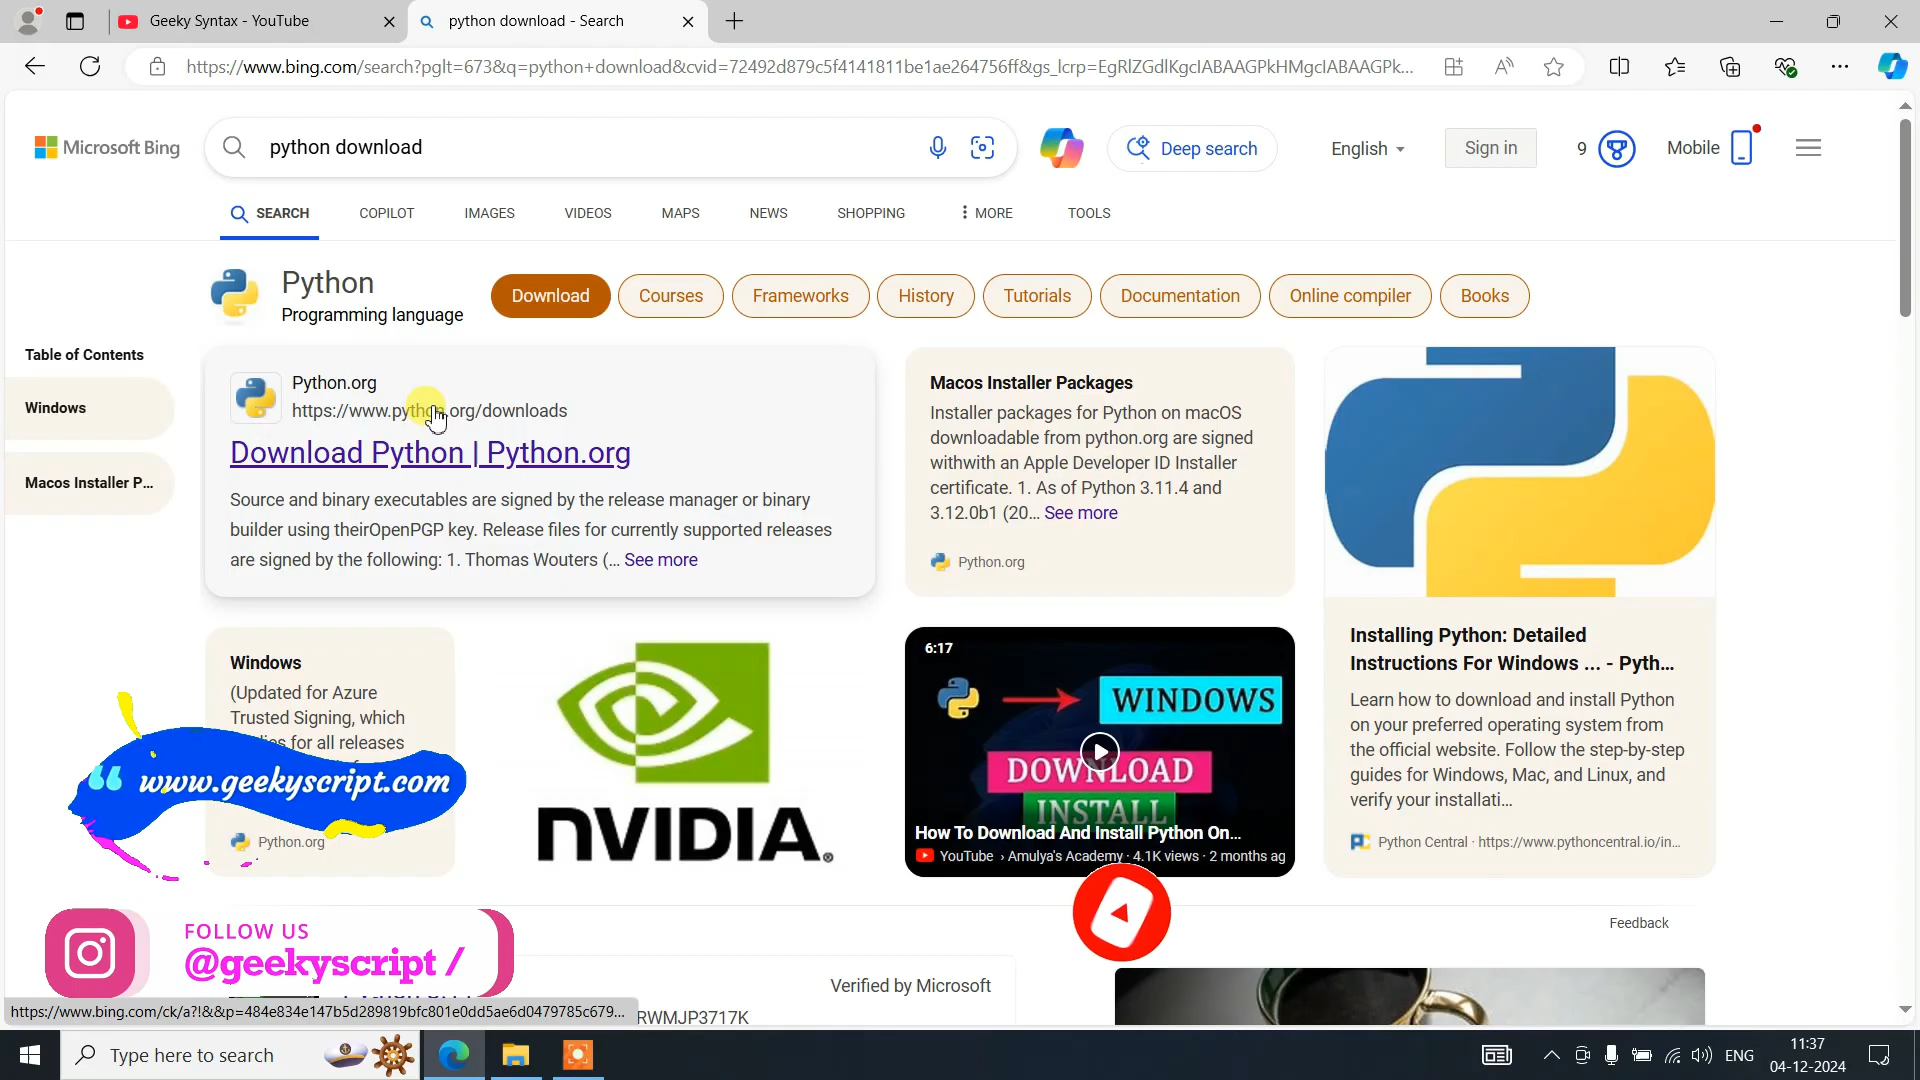 Geeky Syntax - YouTube
python download - Search
https://www.bing.com/search?pglt=673&q=python+download&cvid=72492d879c5f4141811be1ae264756ff&gs_lcrp=EgRlZGdlKgcIABAAGPkHMgcIABAAGPk...
Microsoft Bing
python download
Deep search
English
Sign in
9
Mobile
SEARCH
COPILOT
IMAGES
VIDEOS
MAPS
NEWS
SHOPPING
MORE
TOOLS
Python
Programming language
Download
Courses
Frameworks
History
Tutorials
Documentation
Online compiler
Books
Table of Contents
Windows
Macos Installer P...
Python.org
https://www.python.org/downloads
Download Python | Python.org
Source and binary executables are signed by the release manager or binary
builder using theirOpenPGP key. Release files for currently supported releases
are signed by the following: 1. Thomas Wouters (... See more
Macos Installer Packages
Installer packages for Python on macOS
downloadable from python.org are signed
withwith an Apple Developer ID Installer
certificate. 1. As of Python 3.11.4 and
3.12.0b1 (20... See more
Python.org
Windows
(Updated for Azure
Trusted Signing, which
for all releases
Python.org
www.geekyscript.com
NVIDIA.
6:17
WINDOWS
DOWNLOAD
INSTALL
How To Download And Install Python On...
YouTube › Amulya's Academy · 4.1K views · 2 months ag
Installing Python: Detailed
Instructions For Windows ... - Pyth...
Learn how to download and install Python
on your preferred operating system from
the official website. Follow the step-by-step
guides for Windows, Mac, and Linux, and
verify your installati...
Python Central · https://www.pythoncentral.io/in...
Feedback
FOLLOW US
@geekyscript /
Verified by Microsoft
RWMJP3717K
https://www.bing.com/ck/a?!&&p=484e834e147b5d289819bfc801e0dd5ae6d0479785c679...
Type here to search
ENG
11:37
04-12-2024